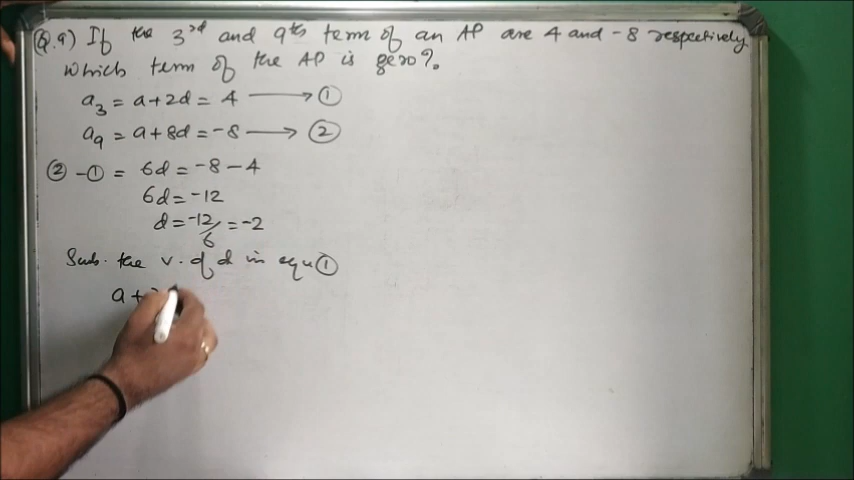 Q.9) If the 3rd and 9th term of an AP are 4 and -8 respectively
which term of the AP is zero?
a₃ = a+2d = 4 → ①
a₉ = a+8d = -8 → ②
② - ① = 6d = -8 - 4
6d = -12
d = -12/6 = -2
Sub. the v. of d in equ ①
a +